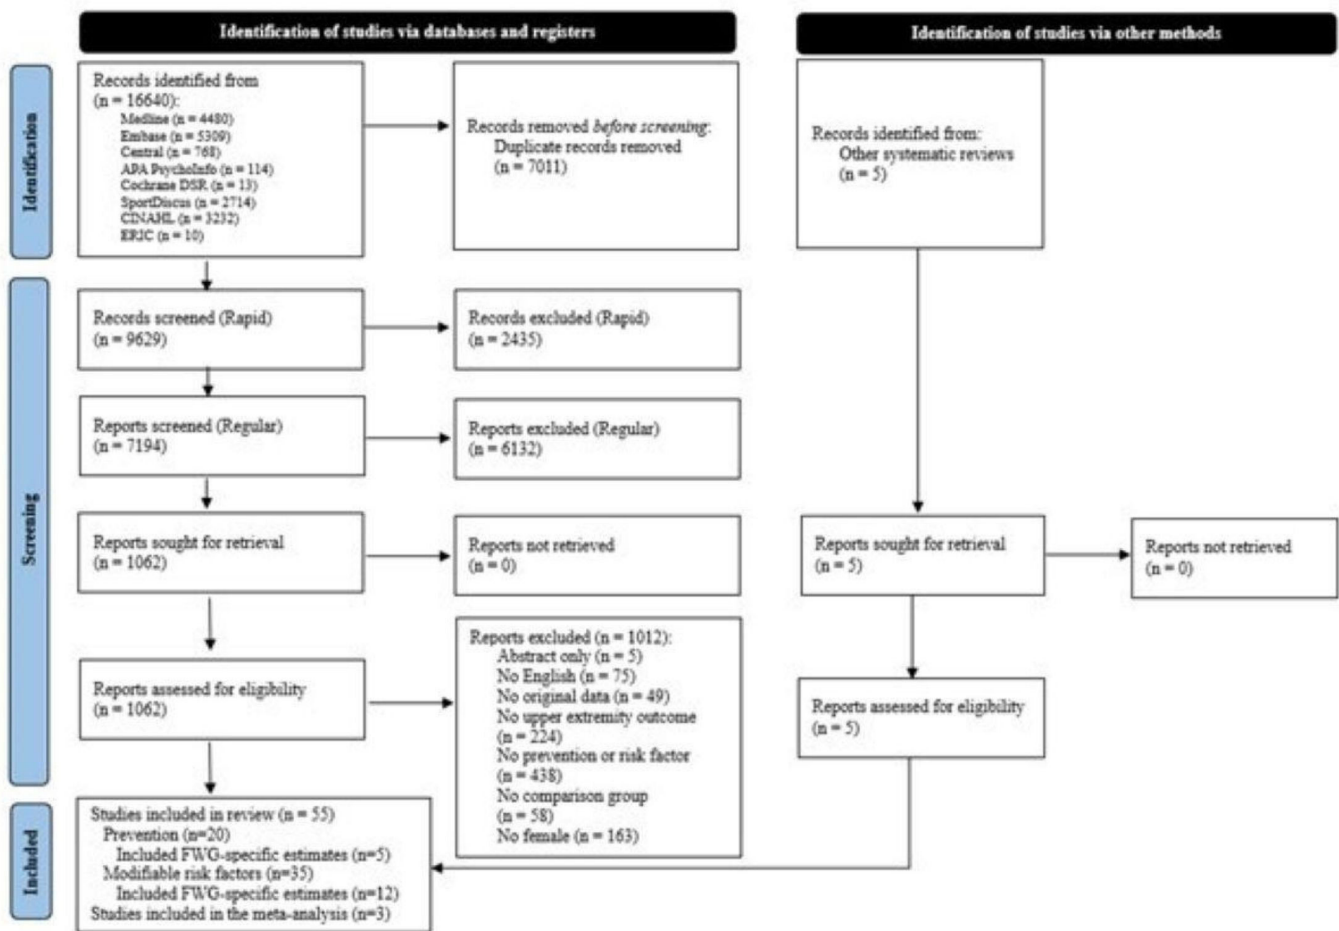 Identification of studies via databases and registers
Identification of studies via other methods
Identification
Records identified from
(n = 16640):
Medline (n = 4480)
Embase (n = 5309)
Central (n = 768)
APA PsychoInfo (n = 114)
Cochrane DSR (n = 13)
SportDiscus (n = 2714)
CINAHL (n = 3232)
ERIC (n = 10)
Records removed before screening:
Duplicate records removed
(n = 7011)
Records identified from:
Other systematic reviews
(n = 5)
Screening
Records screened (Rapid)
(n = 9629)
Records excluded (Rapid)
(n = 2435)
Reports screened (Regular)
(n = 7194)
Reports excluded (Regular)
(n = 6132)
Reports sought for retrieval
(n = 1062)
Reports not retrieved
(n = 0)
Reports sought for retrieval
(n = 5)
Reports not retrieved
(n = 0)
Reports assessed for eligibility
(n = 1062)
Reports excluded (n = 1012):
Abstract only (n = 5)
No English (n = 75)
No original data (n = 49)
No upper extremity outcome
(n = 224)
No prevention or risk factor
(n = 438)
No comparison group
(n = 58)
No female (n = 163)
Reports assessed for eligibility
(n = 5)
Included
Studies included in review (n = 55)
Prevention (n=20)
Included FWG-specific estimates (n=5)
Modifiable risk factors (n=35)
Included FWG-specific estimates (n=12)
Studies included in the meta-analysis (n=3)